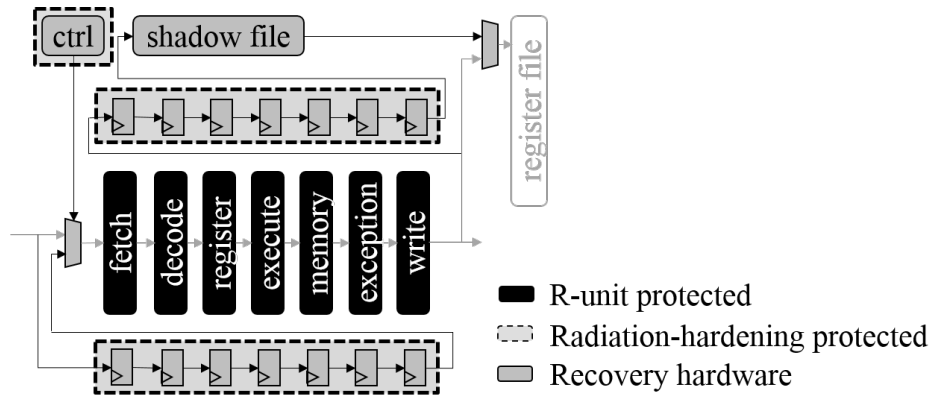 ctrl
shadow file
register file
fetch
decode
register
execute
memory
exception
write
R-unit protected
Radiation-hardening protected
Recovery hardware